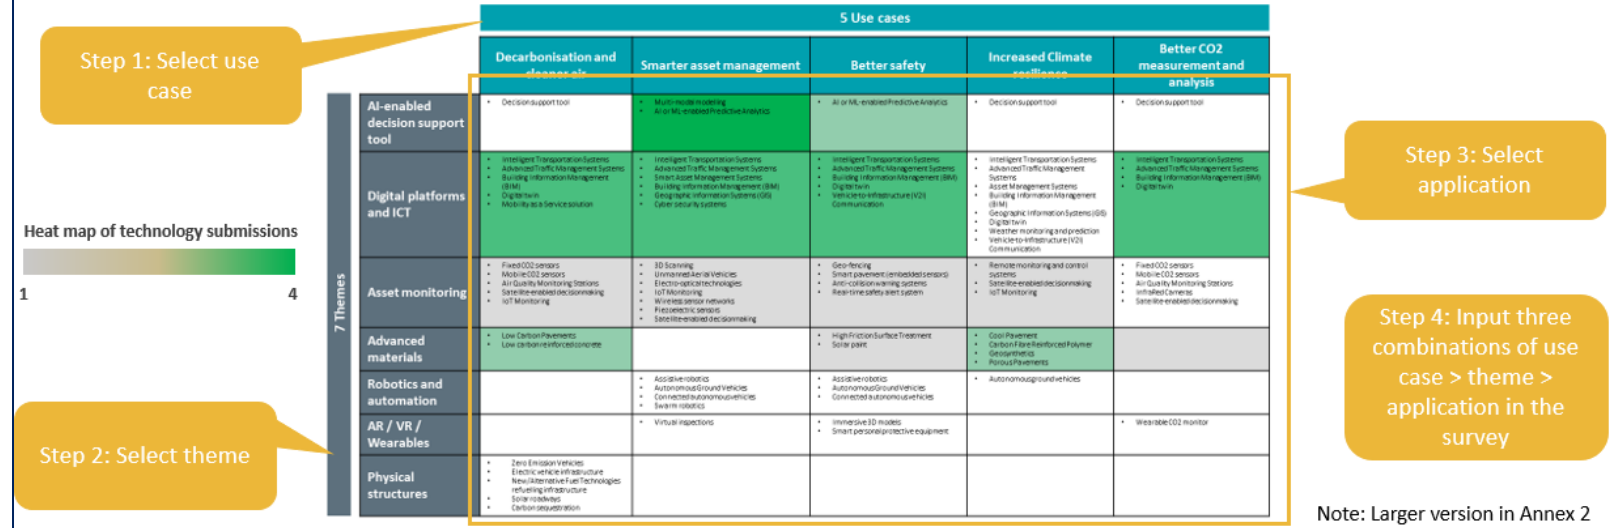 5 Use cases
Step 1: Select use
case
Decarbonisation and
cleaner air
Smarter asset management
Better safety
Increased Climate
resilience
Better CO2
measurement and
analysis
7 Themes
AI-enabled
decision support
tool
• Decision support tool
• Multi-mode modelling
• AI or ML-enabled Predictive Analytics
• AI or ML-enabled Predictive Analytics
• Decision support tool
• Decision support tool
Digital platforms
and ICT
• Intelligent Transportation Systems
• Advanced Traffic Management Systems
• Building Information Management
(BIM)
• Digital twin
• Mobility as a Service solution
• Intelligent Transportation Systems
• Advanced Traffic Management Systems
• Smart Asset Management Systems
• Building Information Management (BIM)
• Geographic Information Systems (GIS)
• Cyber security systems
• Intelligent Transportation Systems
• Advanced Traffic Management Systems
• Building Information Management (BIM)
• Digital twin
• Vehicle-to-Infrastructure (V2I)
Communication
• Intelligent Transportation Systems
• Advanced Traffic Management
Systems
• Asset Management Systems
• Building Information Management
(BIM)
• Geographic Information Systems (GIS)
• Digital twin
• Weather monitoring and prediction
• Vehicle-to-Infrastructure (V2I)
Communication
• Intelligent Transportation Systems
• Advanced Traffic Management Systems
• Building Information Management (BIM)
• Digital twin
Asset monitoring
• Fixed CO2 sensors
• Mobile CO2 sensors
• Air Quality Monitoring Stations
• Satellite-enabled decisionmaking
• IoT Monitoring
• 3D Scanning
• Unmanned Aerial Vehicles
• Electro-optical technologies
• IoT Monitoring
• Wireless sensor networks
• Piezoelectric sensors
• Satellite-enabled decisionmaking
• Geo-fencing
• Smart pavement (embedded sensors)
• Anti-collision warning systems
• Real-time safety alert system
• Remote monitoring and control
systems
• Satellite-enabled decisionmaking
• IoT Monitoring
• Fixed CO2 sensors
• Mobile CO2 sensors
• Air Quality Monitoring Stations
• InfraRed Cameras
• Satellite-enabled decisionmaking
Advanced
materials
• Low Carbon Pavements
• Low carbon reinforced concrete
• High Friction Surface Treatment
• Solar paint
• Cool Pavement
• Carbon Fibre Reinforced Polymer
• Geosynthetics
• Porous Pavements
Robotics and
automation
• Assistive robotics
• Autonomous Ground Vehicles
• Connected autonomous vehicles
• Swarm robotics
• Assistive robotics
• Autonomous Ground Vehicles
• Connected autonomous vehicles
• Autonomous ground vehicles
AR / VR /
Wearables
• Virtual inspections
• Immersive 3D models
• Smart personal protective equipment
• Wearable CO2 monitor
Physical
structures
• Zero Emission Vehicles
• Electric vehicle infrastructure
• New/Alternative Fuel Technologies
refuelling infrastructure
• Solar roadways
• Carbon sequestration
Heat map of technology submissions
1 4
Step 2: Select theme
Step 3: Select
application
Step 4: Input three
combinations of use
case > theme >
application in the
survey
Note: Larger version in Annex 2